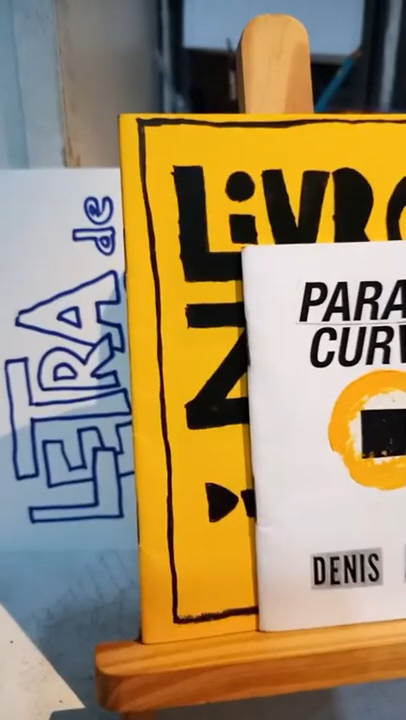 LETRA de
LiVRO
Z
PARA
CURV
DENIS